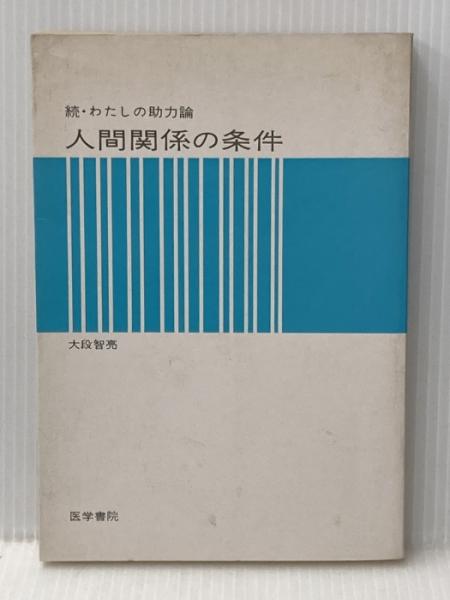 続・わたしの助力論
人間関係の条件
大段智亮
医学書院